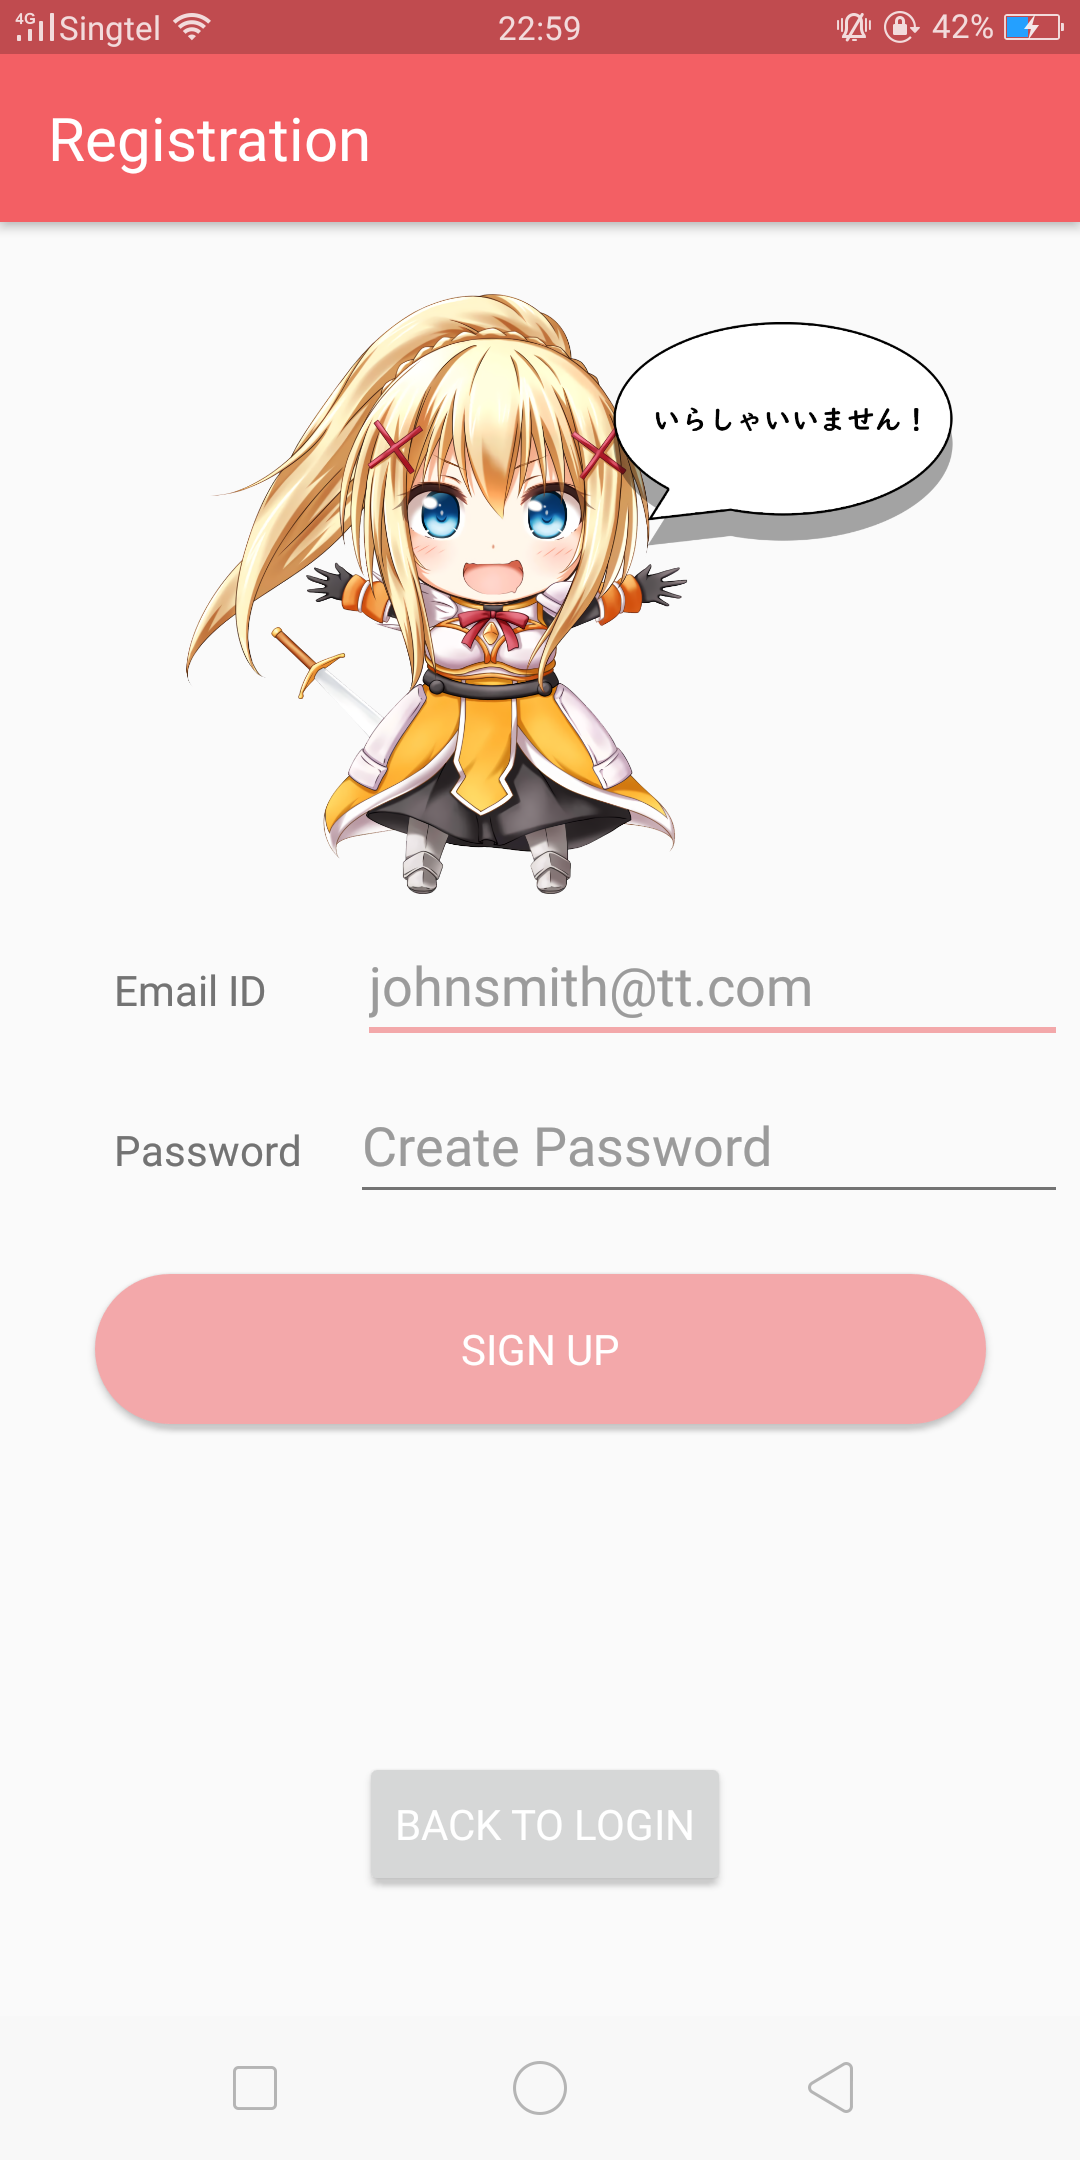 4G Singtel 22:59 42%
Registration
いらしゃいいません！
Email ID johnsmith@tt.com
Password Create Password
SIGN UP
BACK TO LOGIN